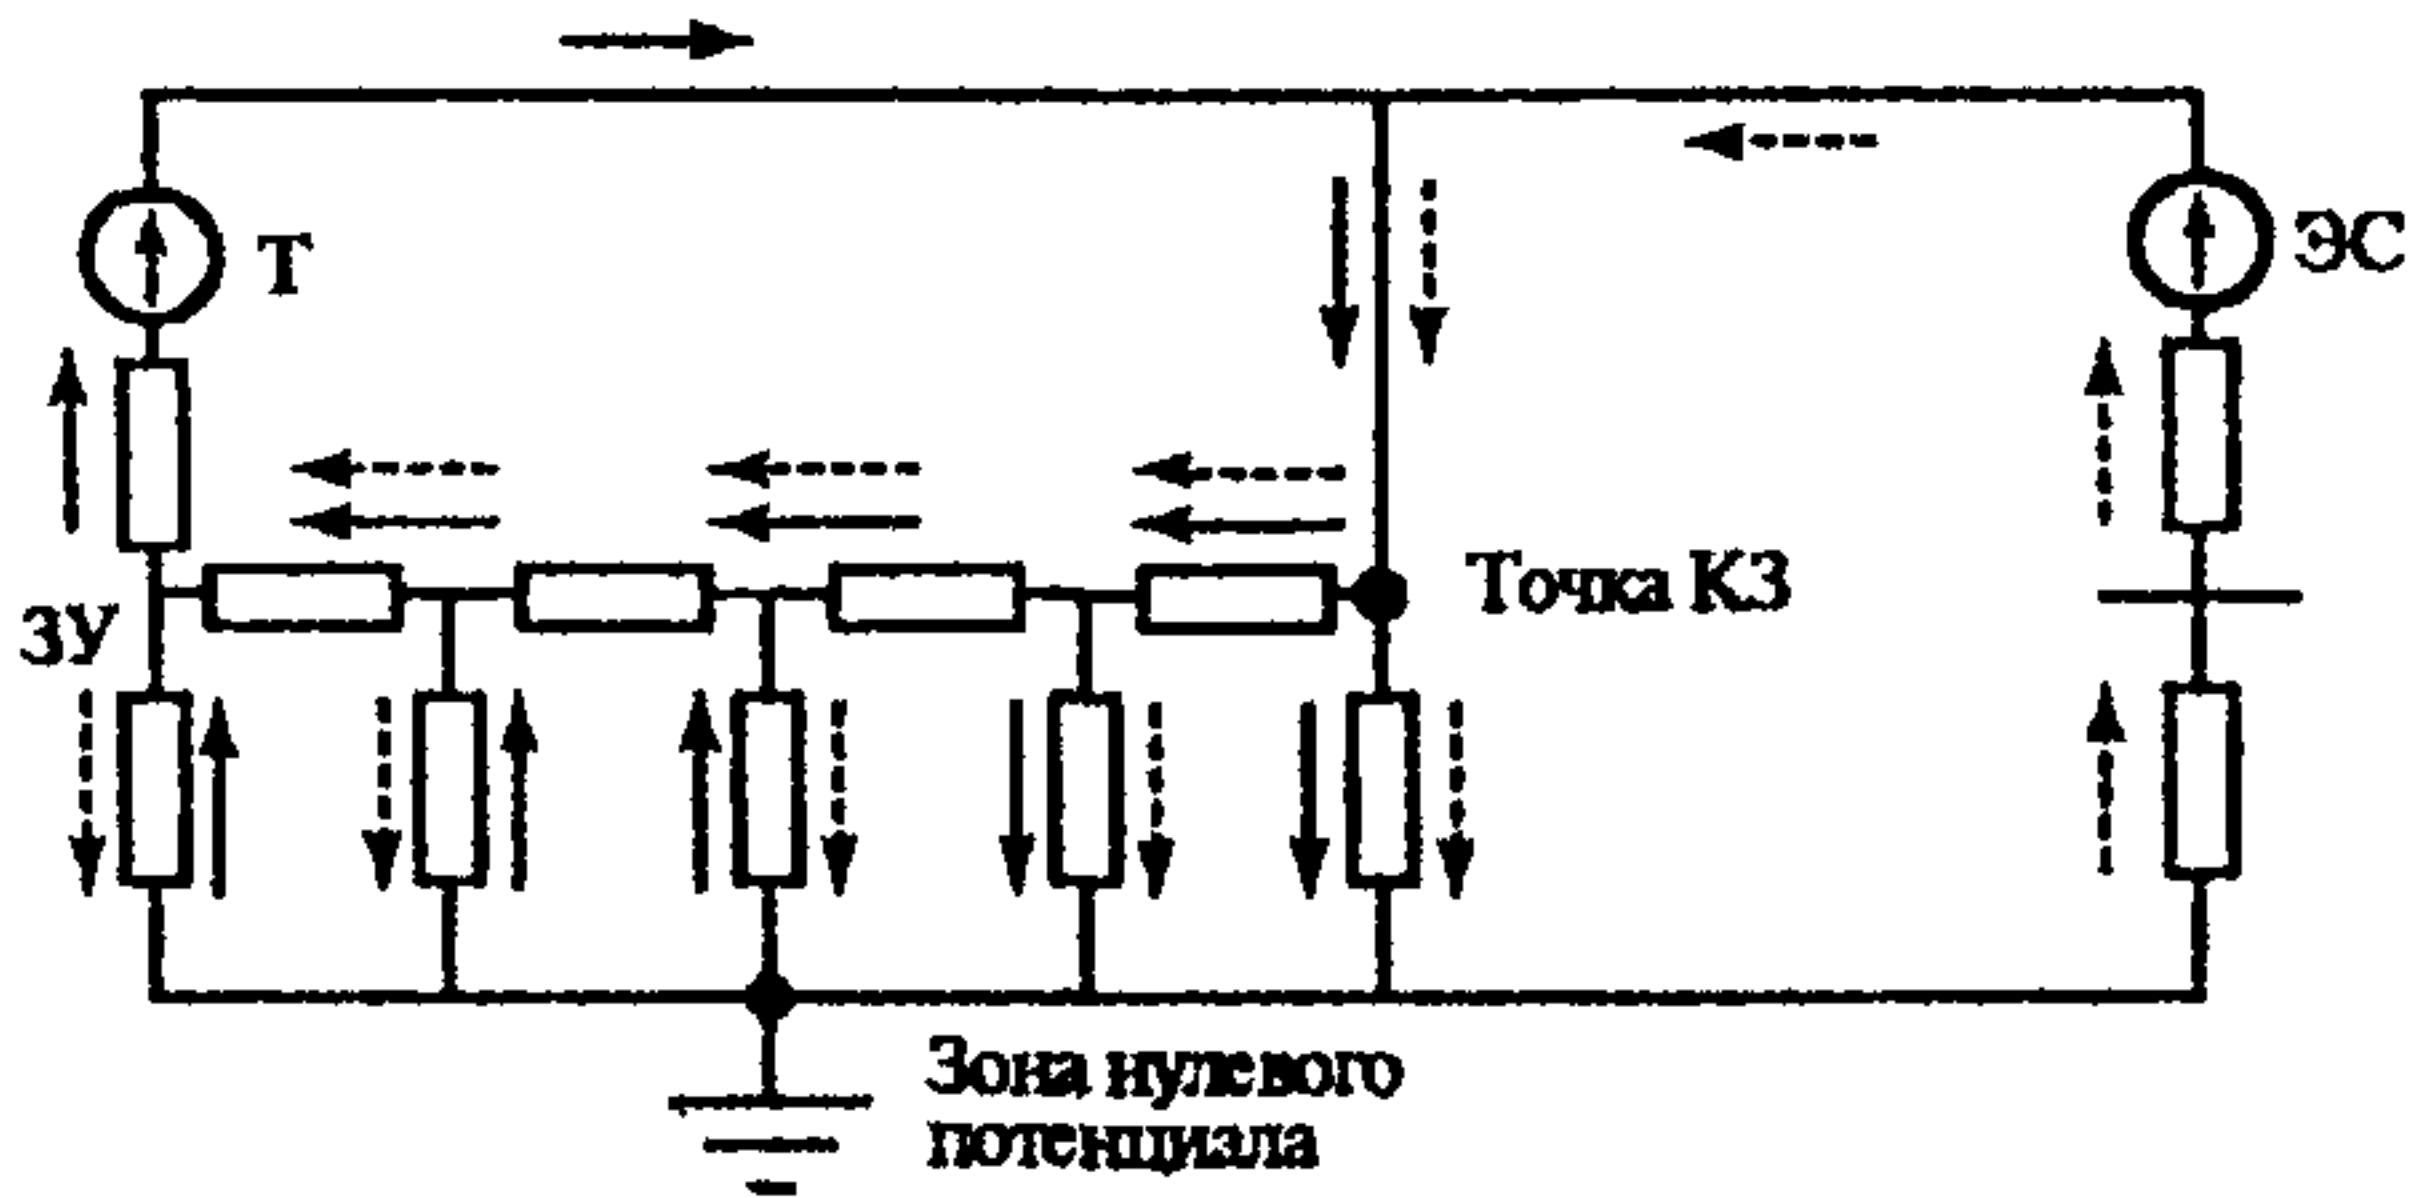 Т
ЭС
Точка КЗ
ЗУ
Зона нулевого
потенциала